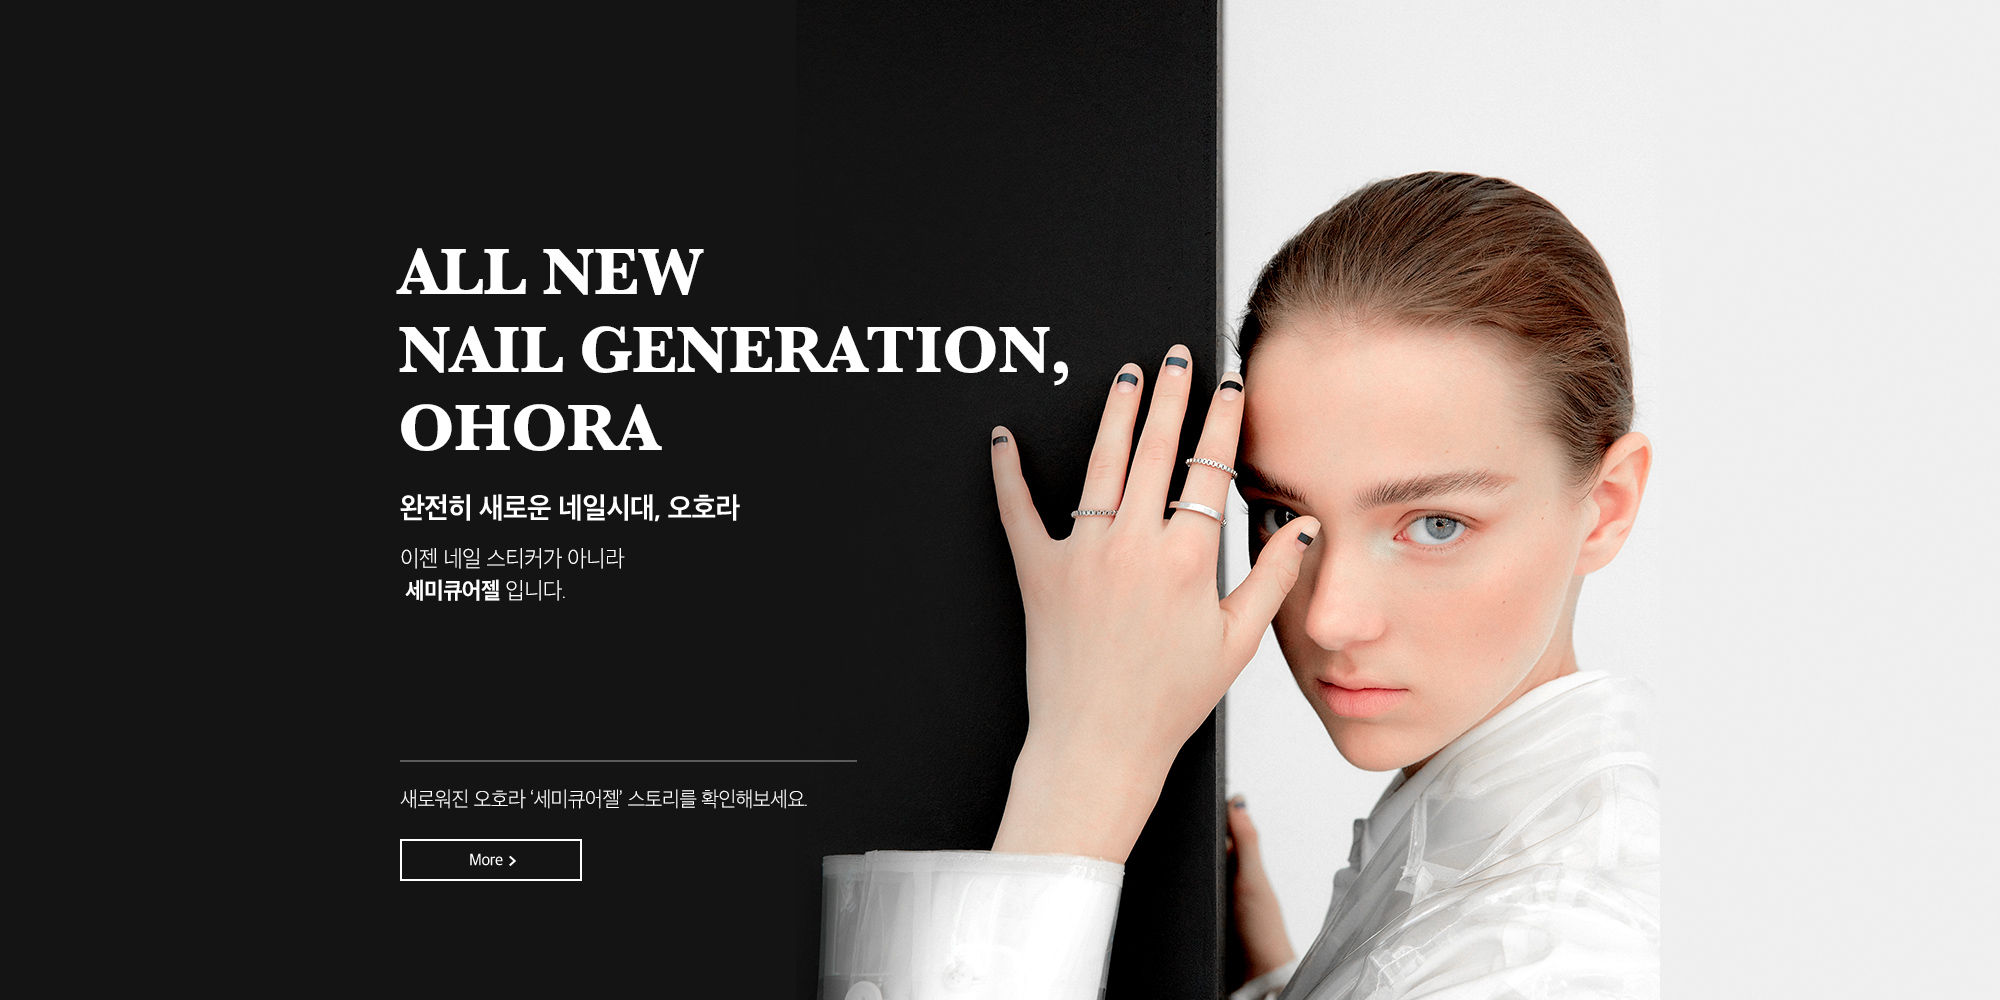 ALL NEW
NAIL GENERATION,
OHORA
완전히 새로운 네일시대, 오호라
이젠 네일 스티커가 아니라
세미큐어젤 입니다.
새로워진 오호라 ‘세미큐어젤’ 스토리를 확인해보세요.
More >